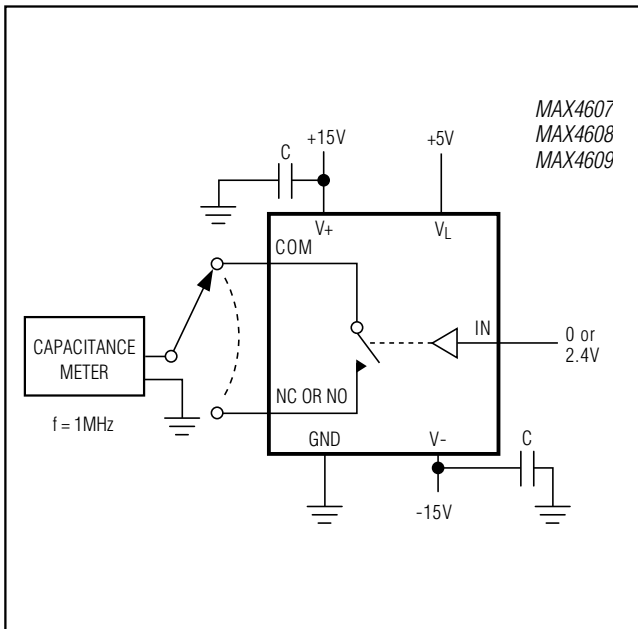 MAX4607
MAX4608
MAX4609
+15V
+5V
C
V+
VL
COM
IN
0 or
2.4V
CAPACITANCE
METER
NC OR NO
f = 1MHz
GND
V-
C
-15V